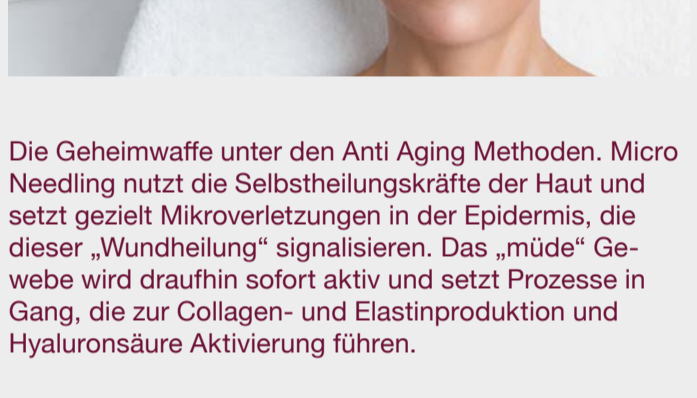 Die Geheimwaffe unter den Anti Aging Methoden. Micro
Needling nutzt die Selbstheilungskräfte der Haut und
setzt gezielt Mikroverletzungen in der Epidermis, die
dieser „Wundheilung“ signalisieren. Das „müde“ Ge-
webe wird draufhin sofort aktiv und setzt Prozesse in
Gang, die zur Collagen- und Elastinproduktion und
Hyaluronsäure Aktivierung führen.